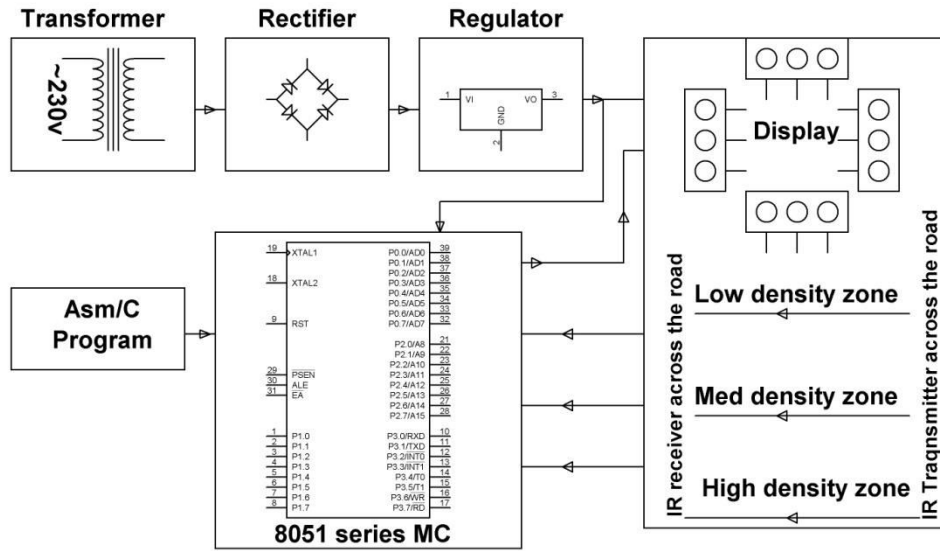 Transformer
Rectifier
Regulator
~230v
1
VI
VO
3
GND
2
Display
IR receiver across the road
IR Traqnsmitter across the road
Low density zone
Med density zone
High density zone
Asm/C
Program
19
XTAL1
18
XTAL2
9
RST
29
PSEN
30
ALE
31
EA
1
P1.0
2
P1.1
3
P1.2
4
P1.3
5
P1.4
6
P1.5
7
P1.6
8
P1.7
P0.0/AD0
39
P0.1/AD1
38
P0.2/AD2
37
P0.3/AD3
36
P0.4/AD4
35
P0.5/AD5
34
P0.6/AD6
33
P0.7/AD7
32
P2.0/A8
21
P2.1/A9
22
P2.2/A10
23
P2.3/A11
24
P2.4/A12
25
P2.5/A13
26
P2.6/A14
27
P2.7/A15
28
P3.0/RXD
10
P3.1/TXD
11
P3.2/INT0
12
P3.3/INT1
13
P3.4/T0
14
P3.5/T1
15
P3.6/WR
16
P3.7/RD
17
8051 series MC